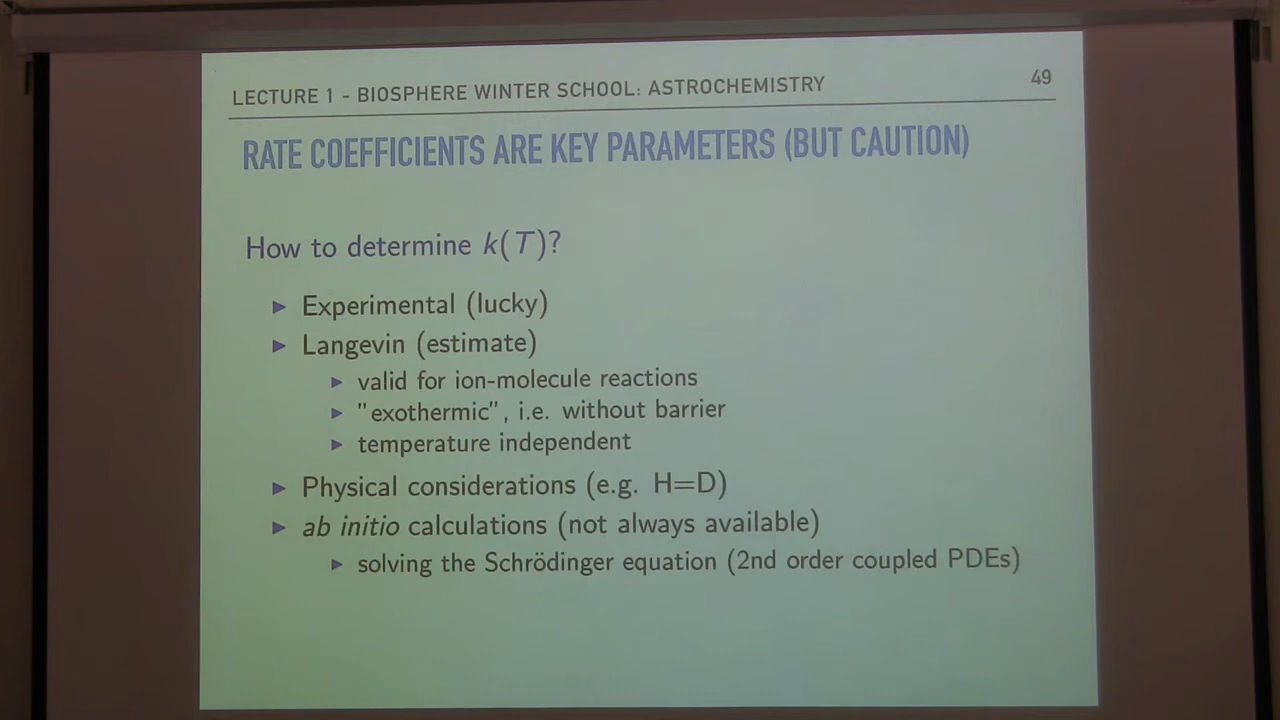 LECTURE 1 - BIOSPHERE WINTER SCHOOL: ASTROCHEMISTRY 49
RATE COEFFICIENTS ARE KEY PARAMETERS (BUT CAUTION)
How to determine k(T)?
Experimental (lucky)
Langevin (estimate)
valid for ion-molecule reactions
"exothermic", i.e. without barrier
temperature independent
Physical considerations (e.g. H=D)
ab initio calculations (not always available)
solving the Schrödinger equation (2nd order coupled PDEs)